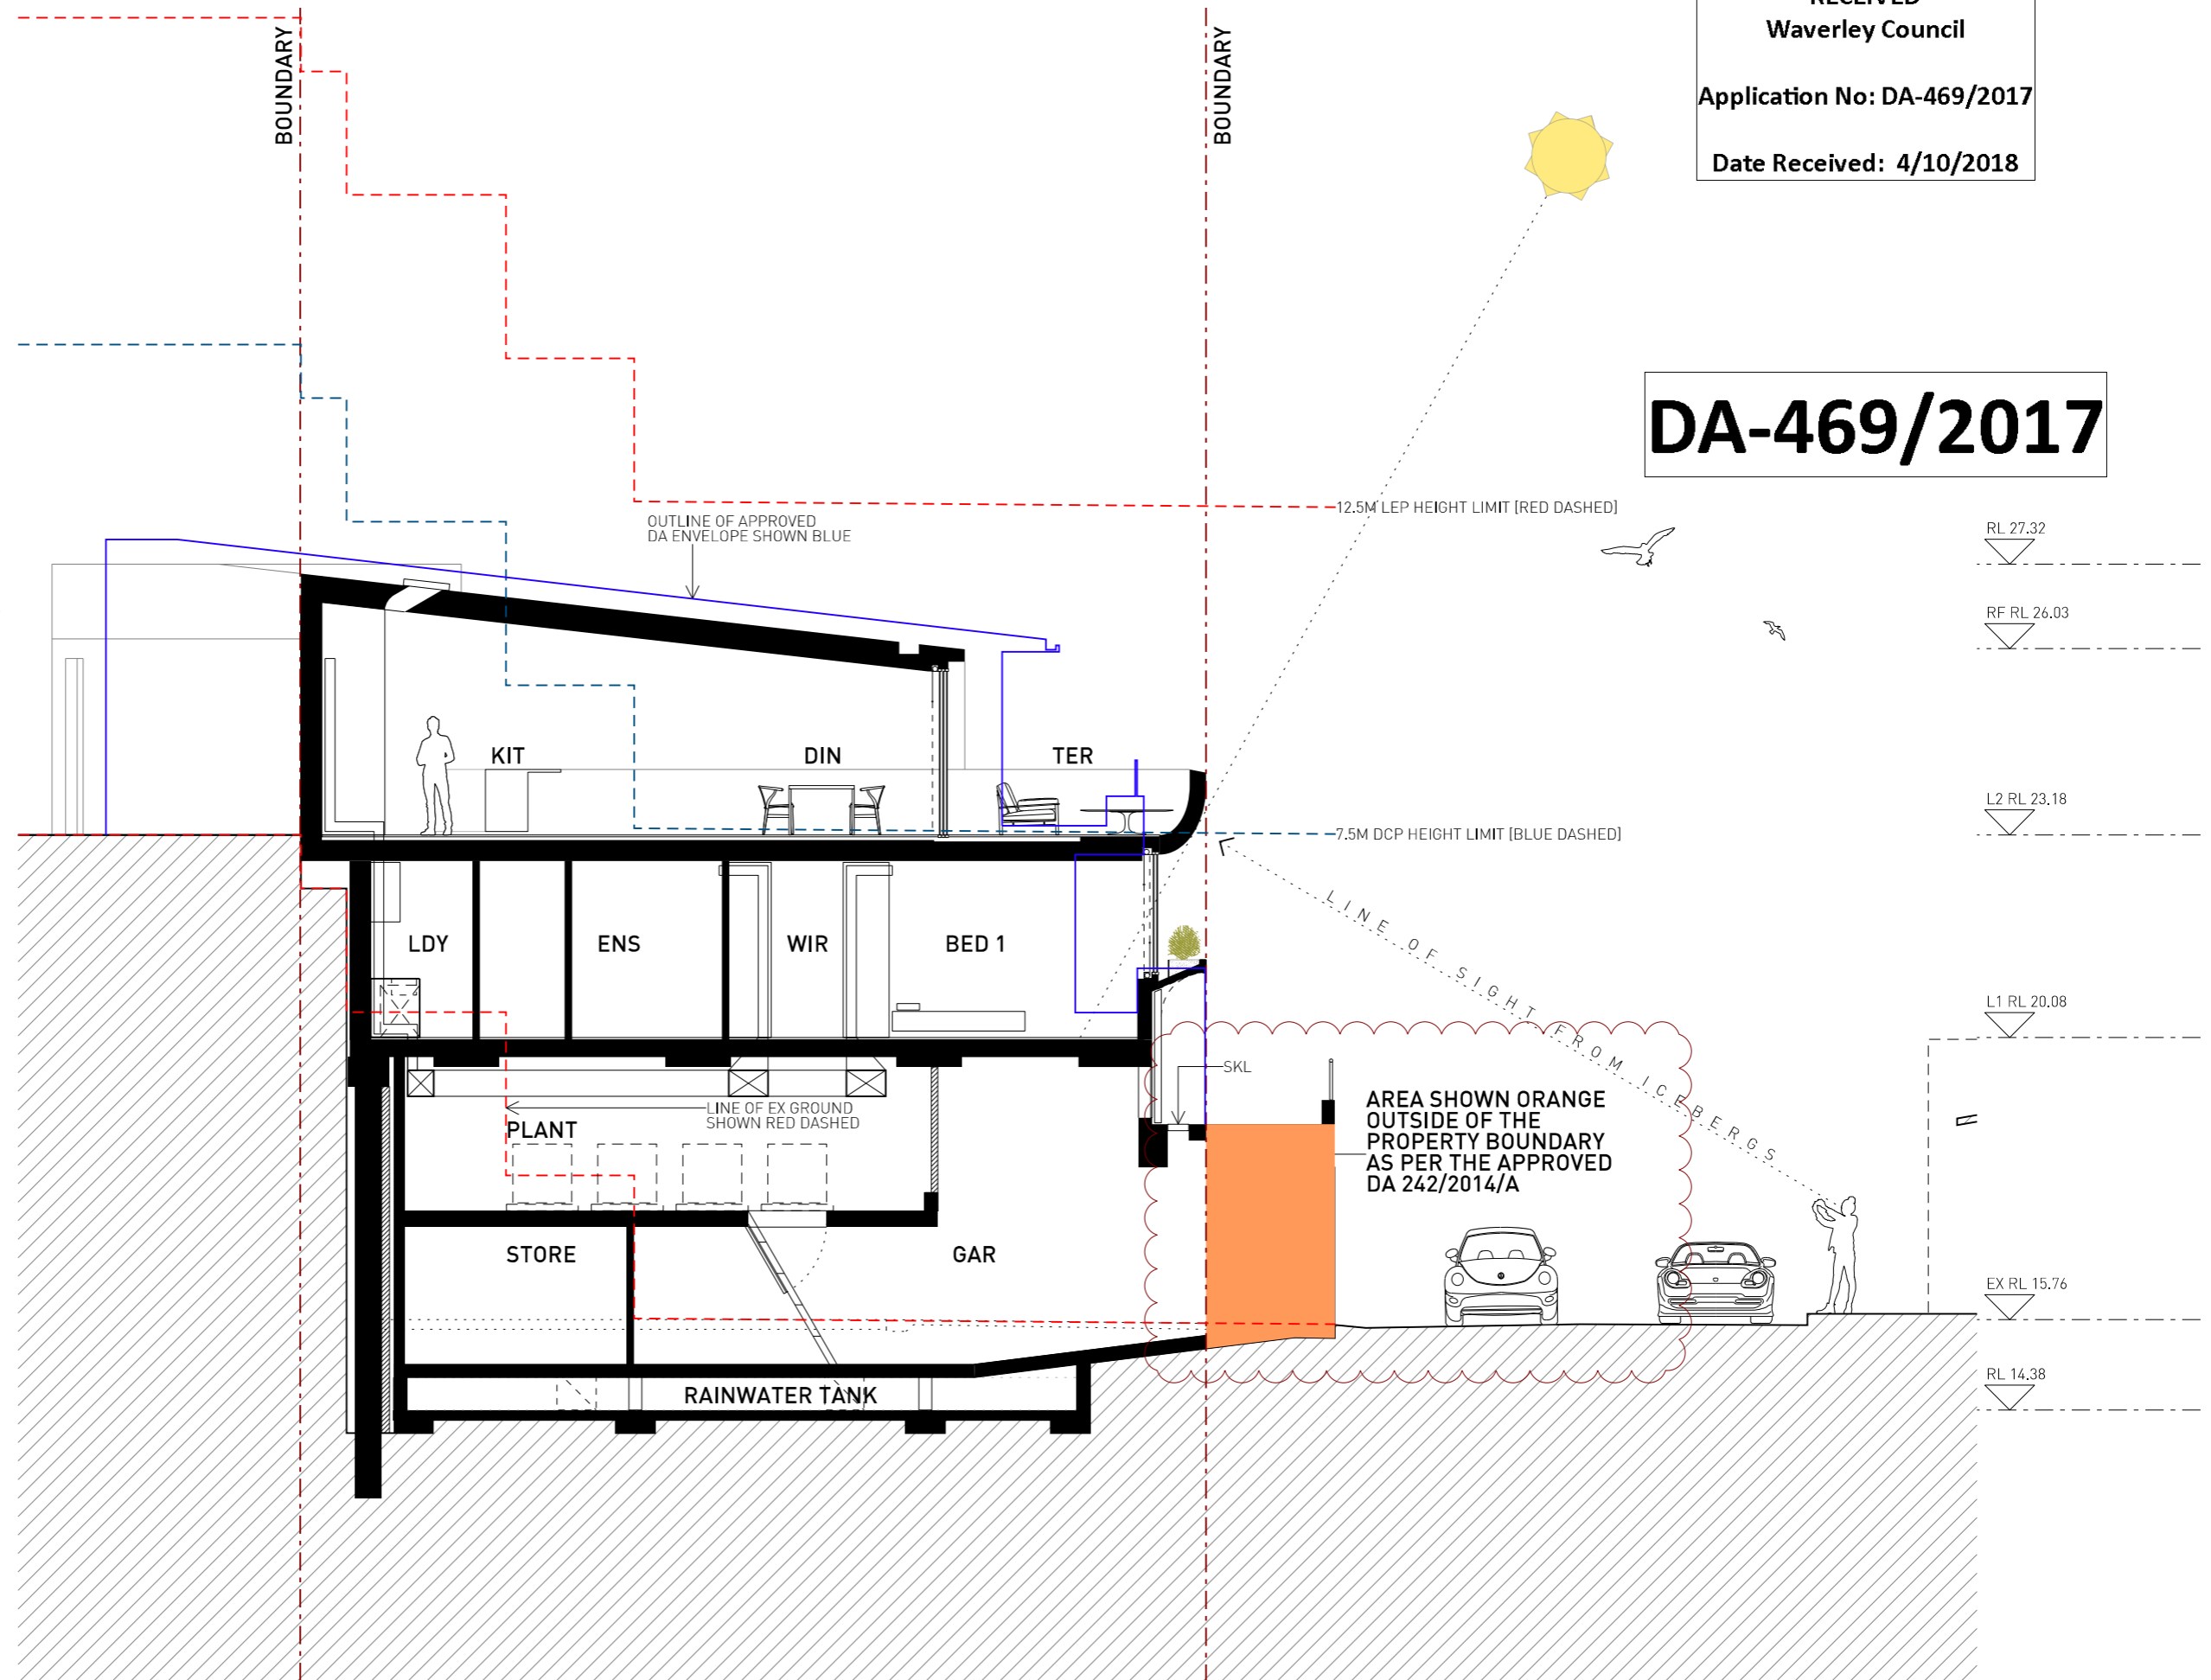 RECEIVED
Waverley Council
Application No: DA-469/2017
Date Received: 4/10/2018
BOUNDARY
BOUNDARY
DA-469/2017
12.5M LEP HEIGHT LIMIT [RED DASHED]
OUTLINE OF APPROVED
DA ENVELOPE SHOWN BLUE
RL 27.32
RF RL 26.03
KIT
DIN
TER
L2 RL 23.18
7.5M DCP HEIGHT LIMIT [BLUE DASHED]
LINE OF SIGHT FROM ICEBERGS
LDY
ENS
WIR
BED 1
L1 RL 20.08
SKL
AREA SHOWN ORANGE
OUTSIDE OF THE
PROPERTY BOUNDARY
AS PER THE APPROVED
DA 242/2014/A
LINE OF EX GROUND
SHOWN RED DASHED
PLANT
STORE
GAR
EX RL 15.76
RL 14.38
RAINWATER TANK